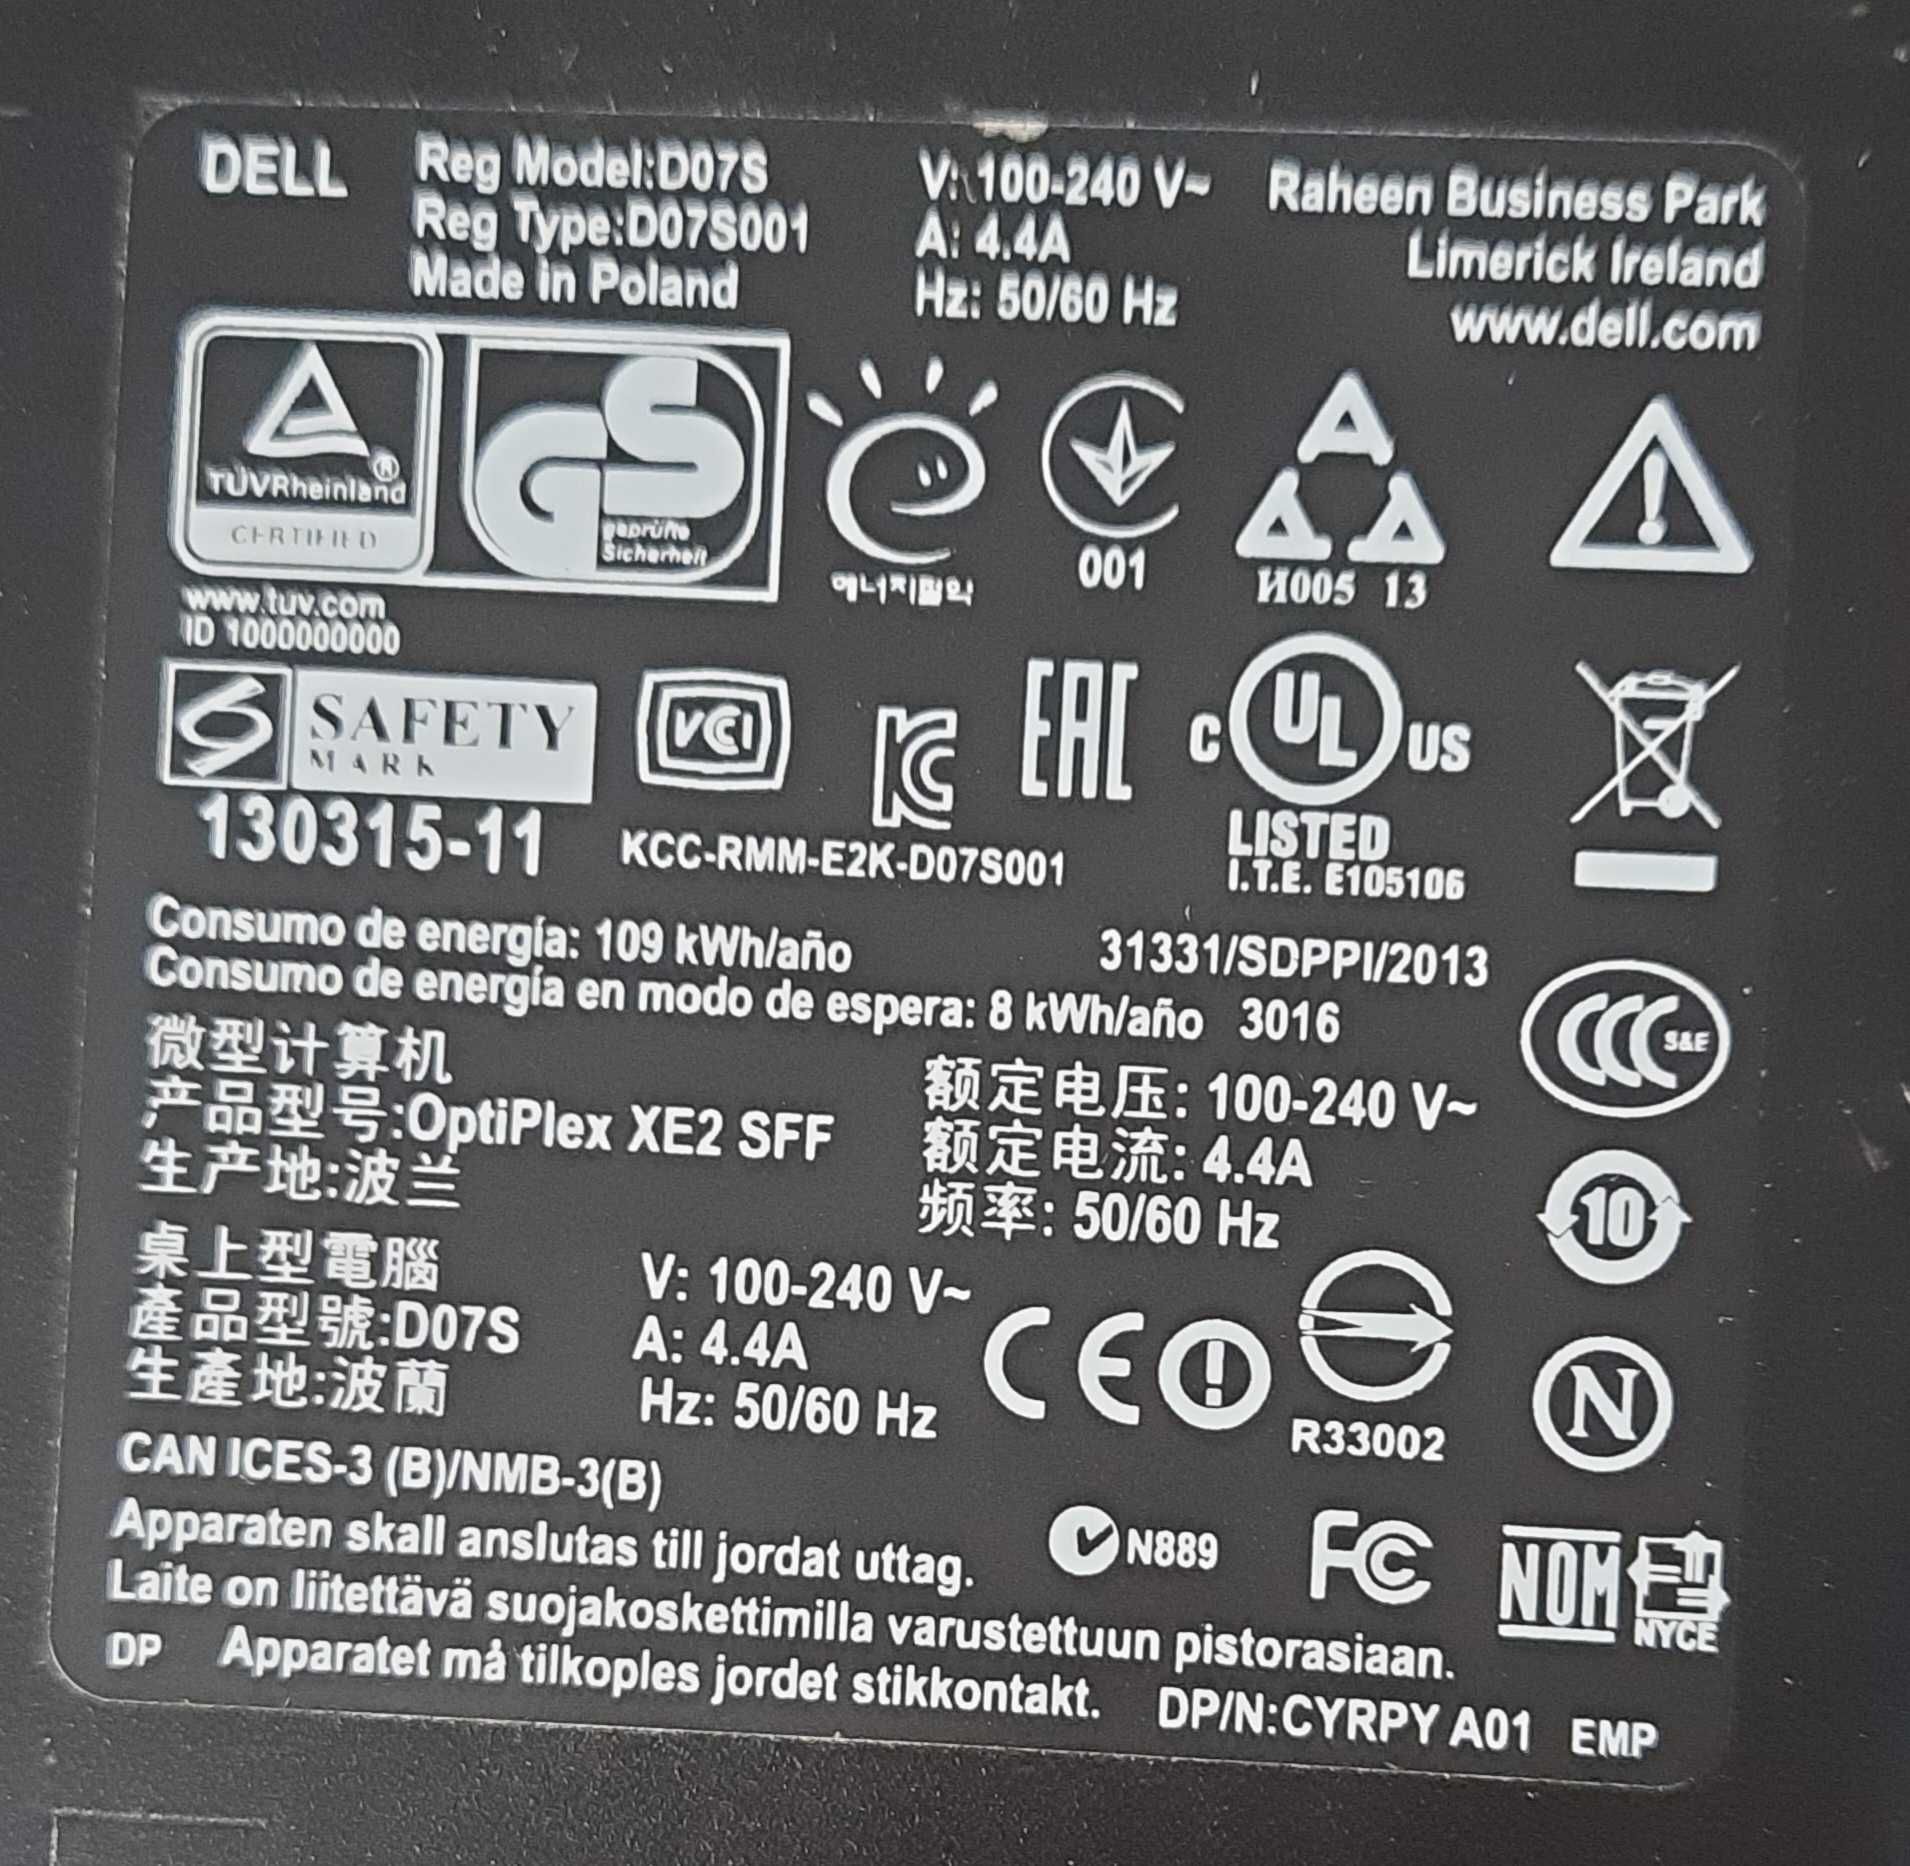 DELL
Reg Model:D07S
Reg Type:D07S001
Made in Poland
V: 100-240 V~
A: 4.4A
Hz: 50/60 Hz
Raheen Business Park
Limerick Ireland
www.dell.com
TÜVRheinland ®
CERTIFIED
GS
geprüfte
Sicherheit
에너지절약
001
И005 13
www.tuv.com
ID 1000000000
SAFETY
MARK
130315-11
VCCI
KC
EAC
C UL US
LISTED
I.T.E. E105106
KCC-RMM-E2K-D07S001
Consumo de energía: 109 kWh/año
31331/SDPPI/2013
Consumo de energía en modo de espera: 8 kWh/año 3016
CCC S&E
微型计算机
产品型号:OptiPlex XE2 SFF
生产地:波兰
额定电压: 100-240 V~
额定电流: 4.4A
频率: 50/60 Hz
10
桌上型電腦
產品型號:D07S
生產地:波蘭
V: 100-240 V~
A: 4.4A
Hz: 50/60 Hz
CE
R33002
N
CAN ICES-3 (B)/NMB-3(B)
Apparaten skall anslutas till jordat uttag.
N889
FC
NOM
NYCE
Laite on liitettävä suojakoskettimilla varustettuun pistorasiaan.
DP Apparatet må tilkoples jordet stikkontakt.
DP/N:CYRPY A01 EMP